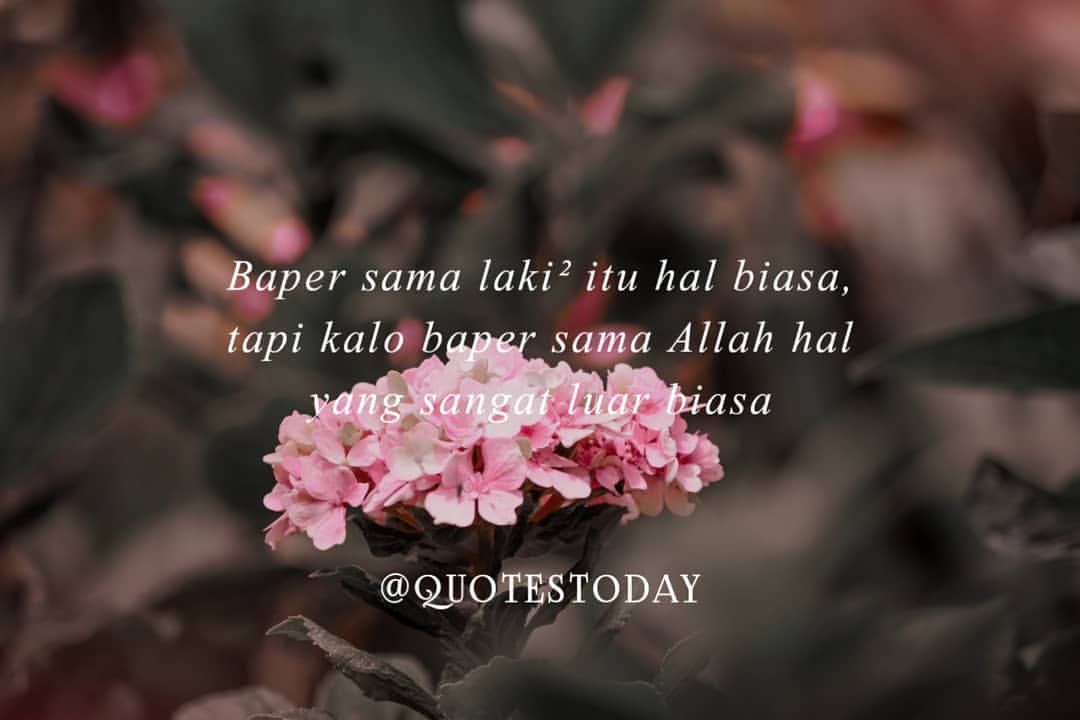 Baper sama laki² itu hal biasa,
tapi kalo baper sama Allah hal
yang sangat luar biasa
@QUOTESTODAY